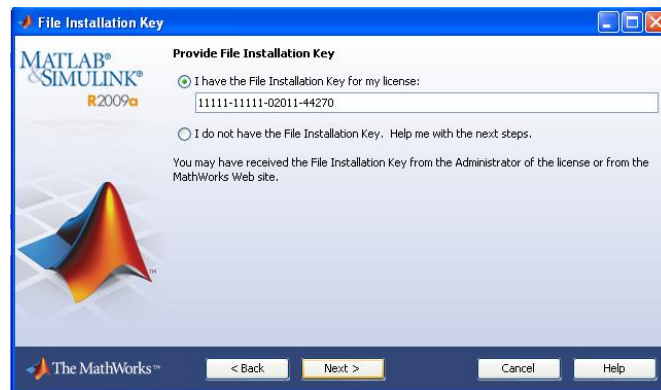 File Installation Key
MATLAB®
&SIMULINK®
R2009a
Provide File Installation Key
I have the File Installation Key for my license:
11111-11111-02011-44270
I do not have the File Installation Key. Help me with the next steps.
You may have received the File Installation Key from the Administrator of the license or from the
MathWorks Web site.
TM
The MathWorks™
< Back
Next >
Cancel
Help